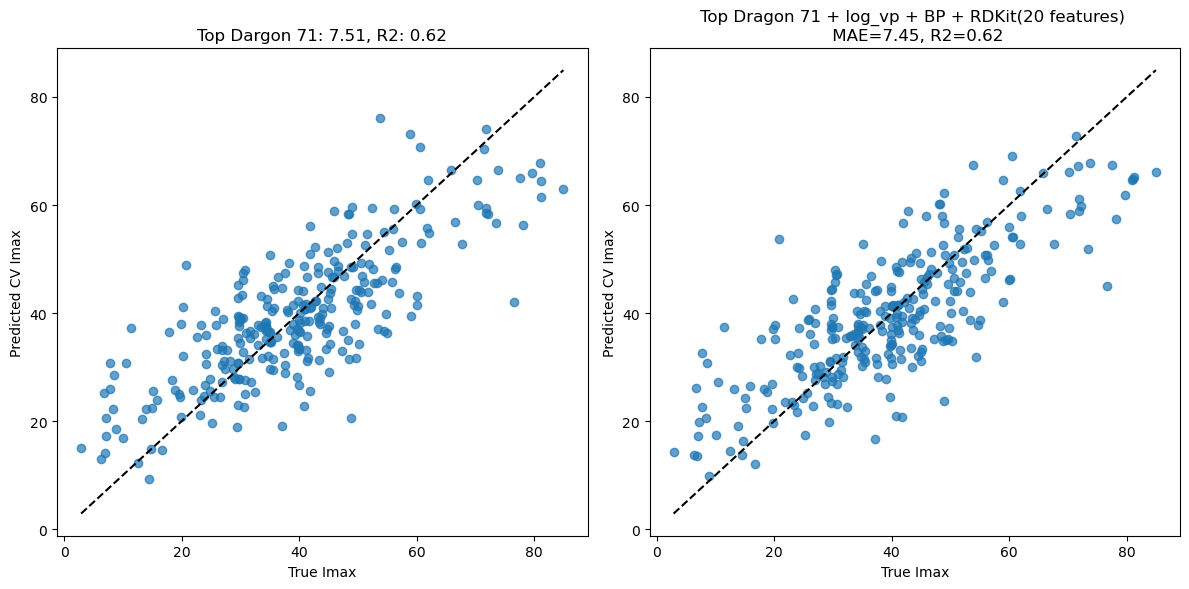 Top Dargon 71: 7.51, R2: 0.62
80
60
40
20
0
Predicted CV Imax
0
20
40
60
80
True Imax
Top Dragon 71 + log_vp + BP + RDKit(20 features)
MAE=7.45, R2=0.62
80
60
40
20
0
Predicted CV Imax
0
20
40
60
80
True Imax